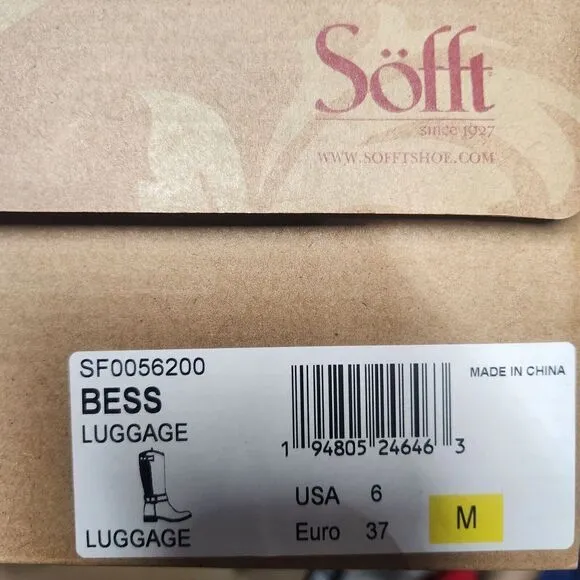 Söfft
since 1927
WWW.SOFFTSHOE.COM
SF0056200
BESS
LUGGAGE
MADE IN CHINA
1 94805 24646 3
USA 6
Euro 37
M
LUGGAGE